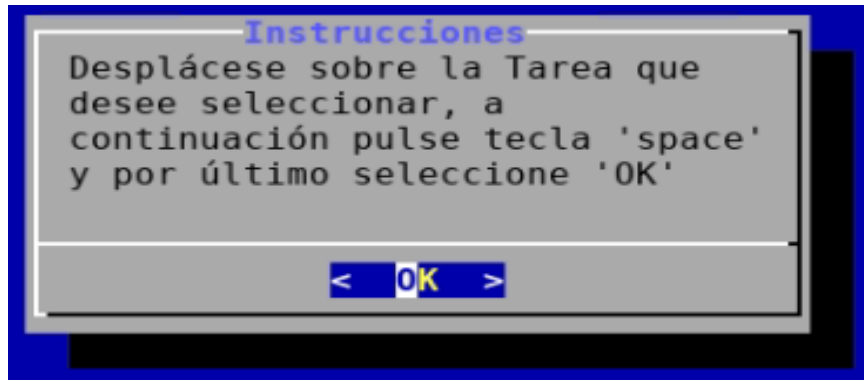 Instrucciones
Desplácese sobre la Tarea que
desee seleccionar, a
continuación pulse tecla 'space'
y por último seleccione 'OK'
< OK >